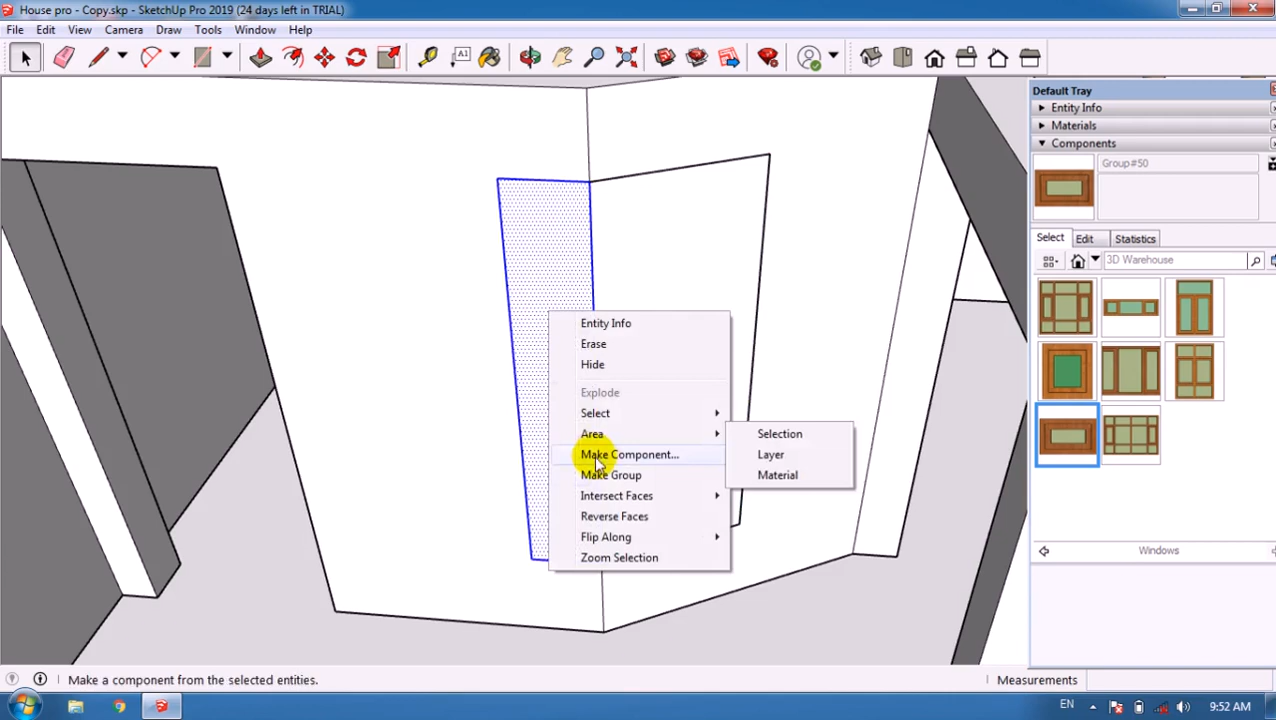 House pro - Copy.skp - SketchUp Pro 2019 (24 days left in TRIAL)
File Edit View Camera Draw Tools Window Help
A1
Default Tray
Entity Info
Materials
Components
Group#50
Select Edit Statistics
3D Warehouse
Windows
Entity Info
Erase
Hide
Explode
Select
Area
Make Component...
Make Group
Intersect Faces
Reverse Faces
Flip Along
Zoom Selection
Selection
Layer
Material
Make a component from the selected entities.
Measurements
EN
9:52 AM